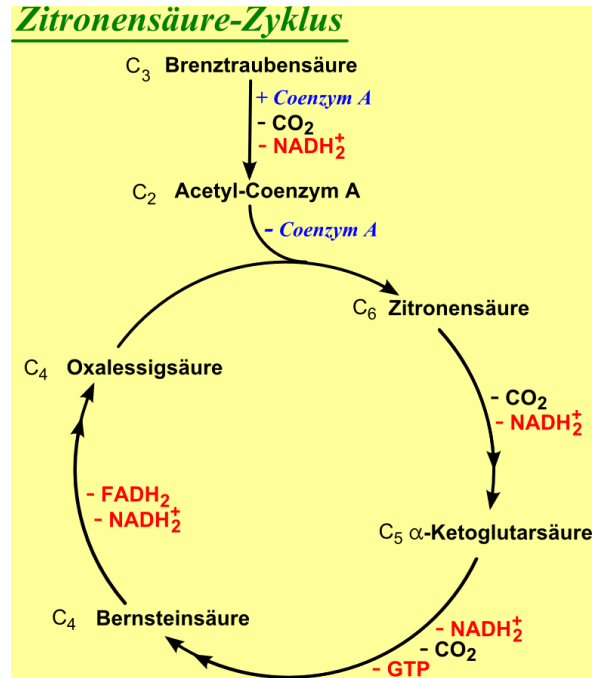 Zitronensäure-Zyklus
C3 Brenztraubensäure
+ Coenzym A
- CO2
- NADH2+
C2 Acetyl-Coenzym A
- Coenzym A
C6 Zitronensäure
C4 Oxalessigsäure
- CO2
- NADH2+
- FADH2
- NADH2+
C5 α-Ketoglutarsäure
C4 Bernsteinsäure
- NADH2+
- CO2
- GTP